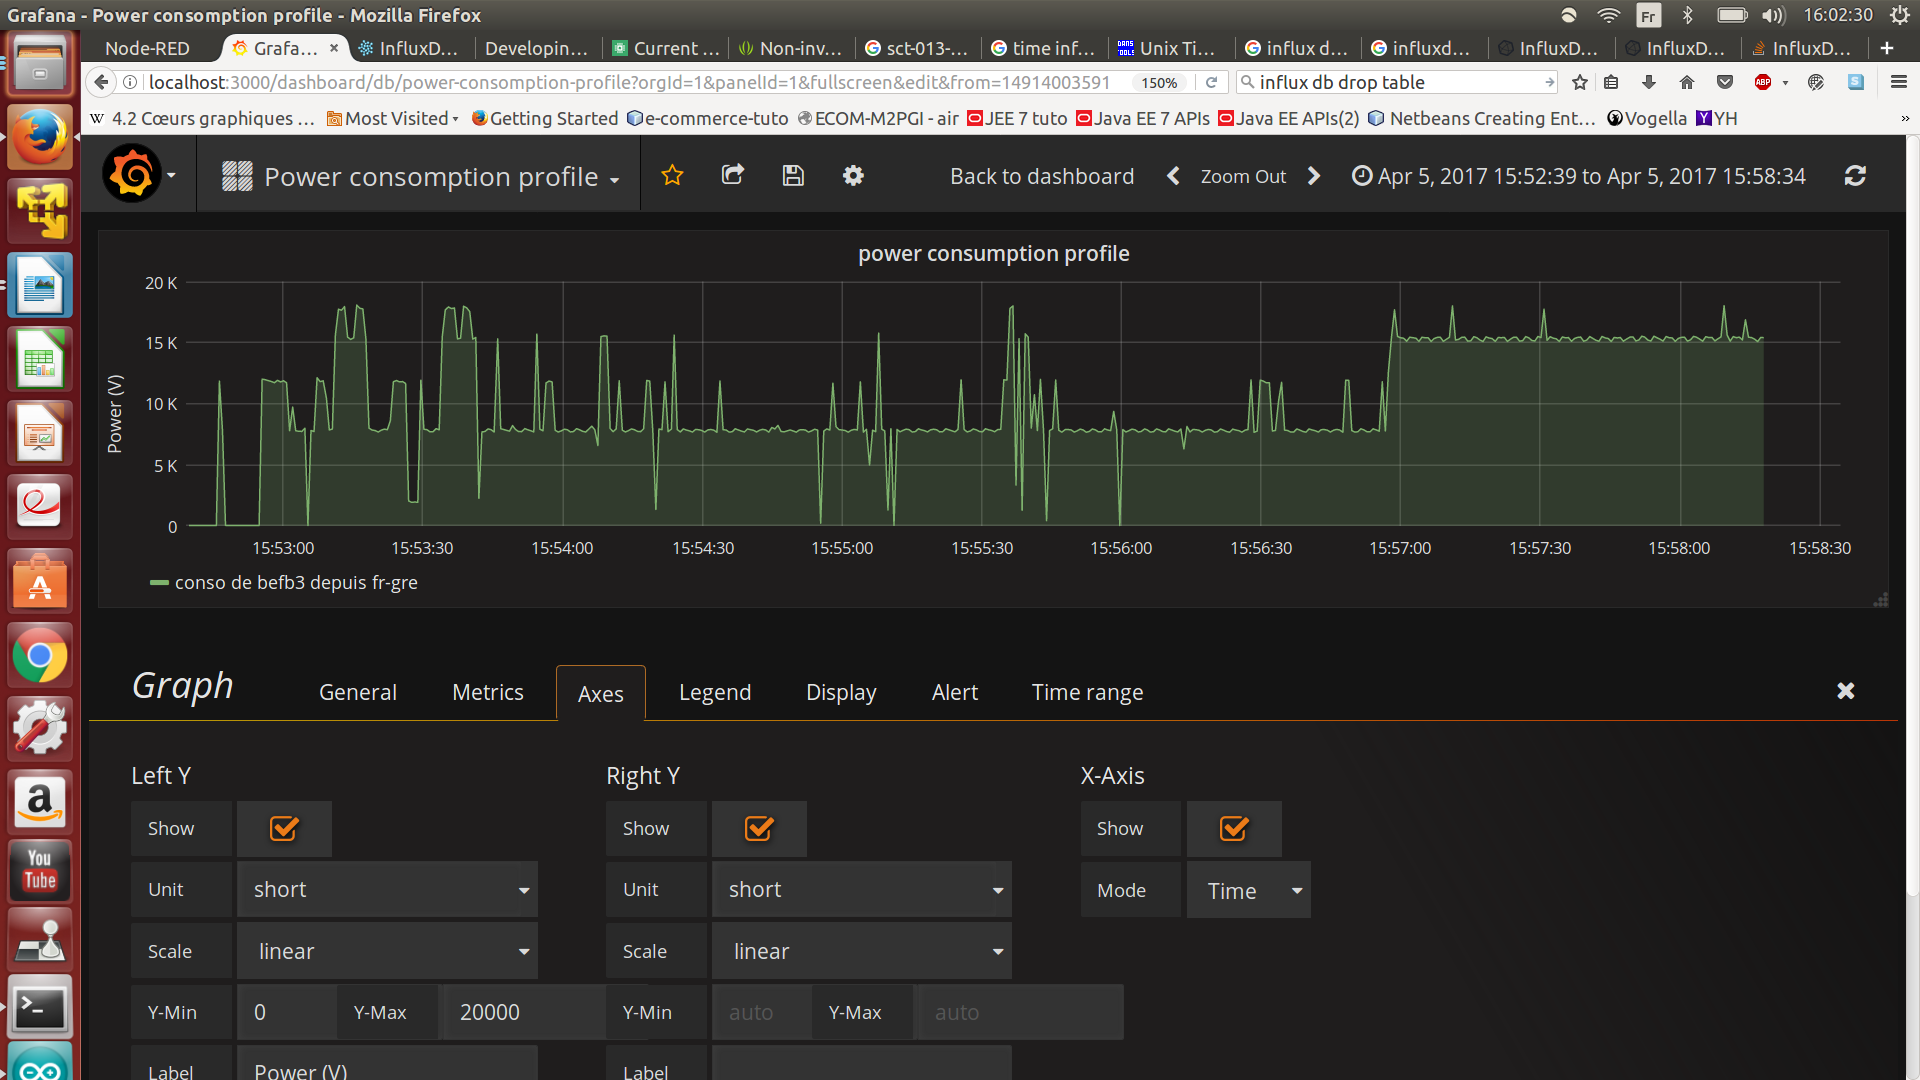 Grafana - Power consomption profile - Mozilla Firefox
Fr
16:02:30
Node-RED
Grafa... ×
InfluxD...
Developin...
Current ...
Non-inv...
sct-013-...
time inf...
DANS TOOLS Unix Ti...
influx d...
influxd...
InfluxD...
InfluxD...
InfluxD...
localhost:3000/dashboard/db/power-consomption-profile?orgId=1&panelId=1&fullscreen&edit&from=14914003591
150%
influx db drop table
ABP
S
W 4.2 Cœurs graphiques ...
Most Visited
Getting Started
e-commerce-tuto
ECOM-M2PGI - air
JEE 7 tuto
Java EE 7 APIs
Java EE APIs(2)
Netbeans Creating Ent...
Vogella
Y YH
»
Power consomption profile
Back to dashboard
Zoom Out
Apr 5, 2017 15:52:39 to Apr 5, 2017 15:58:34
power consumption profile
20 K
15 K
10 K
5 K
0
Power (V)
15:53:00
15:53:30
15:54:00
15:54:30
15:55:00
15:55:30
15:56:00
15:56:30
15:57:00
15:57:30
15:58:00
15:58:30
conso de befb3 depuis fr-gre
Graph
General
Metrics
Axes
Legend
Display
Alert
Time range
Left Y
Right Y
X-Axis
Show
Show
Show
Unit short
Unit short
Mode Time
Scale linear
Scale linear
Y-Min 0 Y-Max 20000
Y-Min auto Y-Max auto
Label Power (V)
Label
A
a
You
Tube
>_